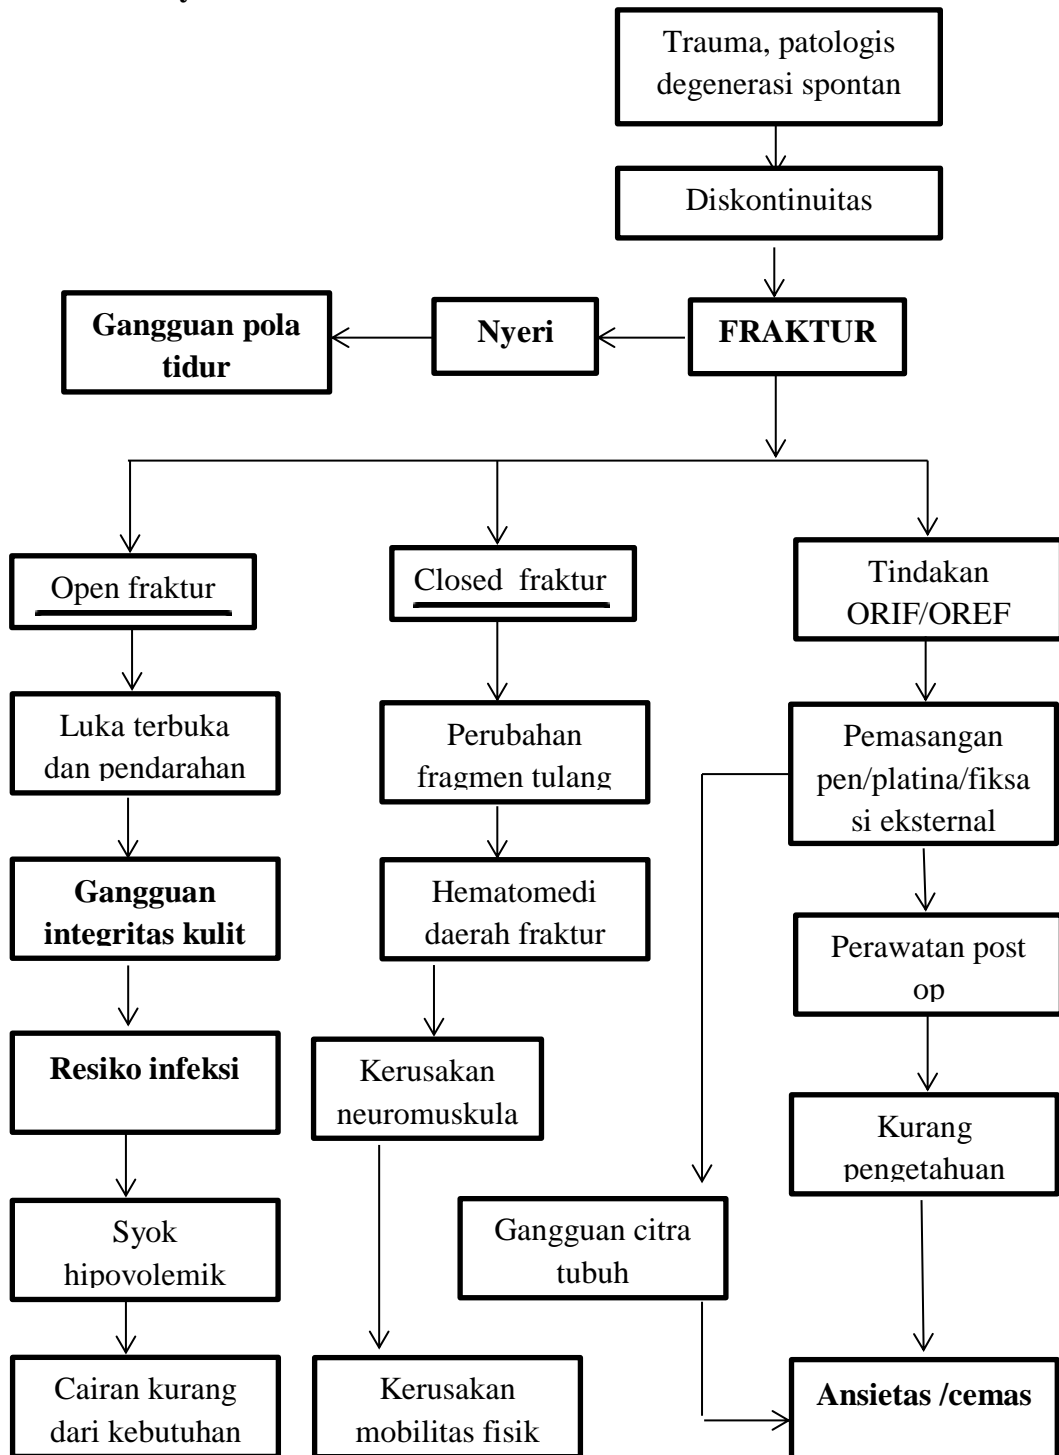 Trauma, patologis
degenerasi spontan
Diskontinuitas
Gangguan pola
tidur
Nyeri
FRAKTUR
Open fraktur
Closed  fraktur
Tindakan
ORIF/OREF
Luka terbuka
dan pendarahan
Perubahan
fragmen tulang
Pemasangan
pen/platina/fiksa
si eksternal
Gangguan
integritas kulit
Hematomedi
daerah fraktur
Perawatan post
op
Resiko infeksi
Kerusakan
neuromuskula
Kurang
pengetahuan
Syok
hipovolemik
Gangguan citra
tubuh
Cairan kurang
dari kebutuhan
Kerusakan
mobilitas fisik
Ansietas /cemas